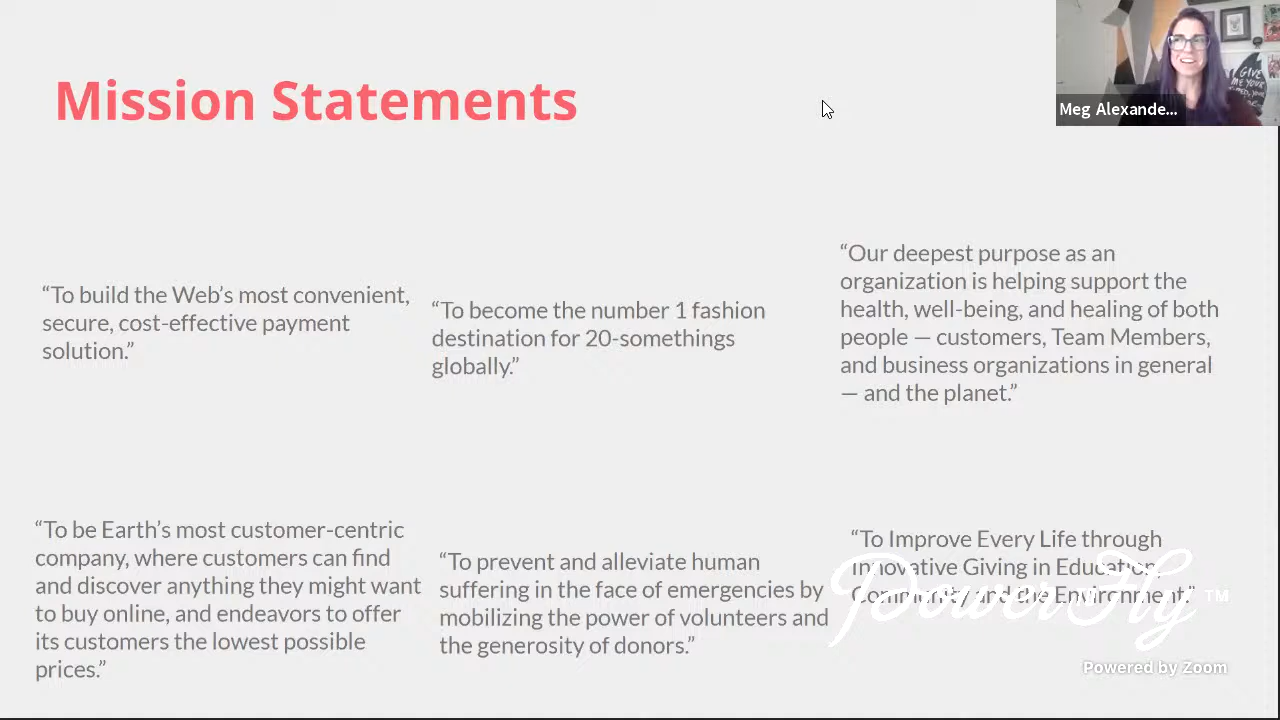 Mission Statements
Meg Alexande...
GIVE
ME YOUR
“To build the Web’s most convenient,
secure, cost-effective payment
solution.”
“To become the number 1 fashion
destination for 20-somethings
globally.”
“Our deepest purpose as an
organization is helping support the
health, well-being, and healing of both
people — customers, Team Members,
and business organizations in general
— and the planet.”
“To be Earth’s most customer-centric
company, where customers can find
and discover anything they might want
to buy online, and endeavors to offer
its customers the lowest possible
prices.”
“To prevent and alleviate human
suffering in the face of emergencies by
mobilizing the power of volunteers and
the generosity of donors.”
“To Improve Every Life through
Innovative Giving in Education,
Community and the Environment.”
PowerToFly ™
Powered by Zoom